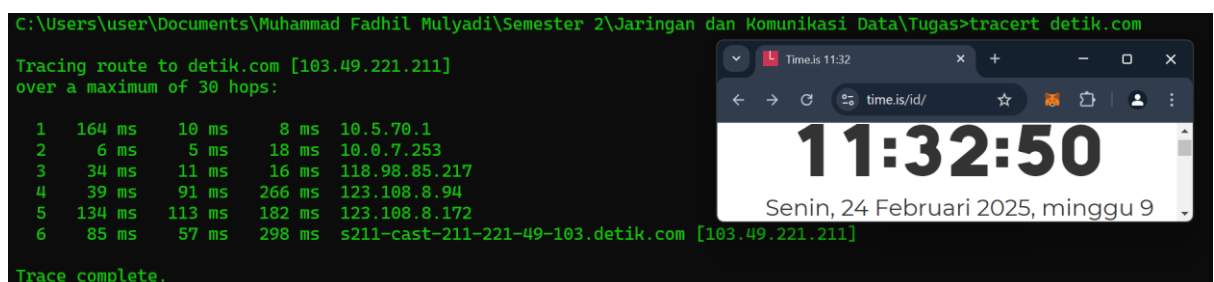 C:\Users\user\Documents\Muhammad Fadhil Mulyadi\Semester 2\Jaringan dan Komunikasi Data\Tugas>tracert detik.com
Tracing route to detik.com [103.49.221.211]
over a maximum of 30 hops:
1 164 ms 10 ms 8 ms 10.5.70.1
2 6 ms 5 ms 18 ms 10.0.7.253
3 34 ms 11 ms 16 ms 118.98.85.217
4 39 ms 91 ms 266 ms 123.108.8.94
5 134 ms 113 ms 182 ms 123.108.8.172
6 85 ms 57 ms 298 ms s211-cast-211-221-49-103.detik.com [103.49.221.211]
Trace complete.
Time.is 11:32
time.is/id/
11:32:50
Senin, 24 Februari 2025, minggu 9